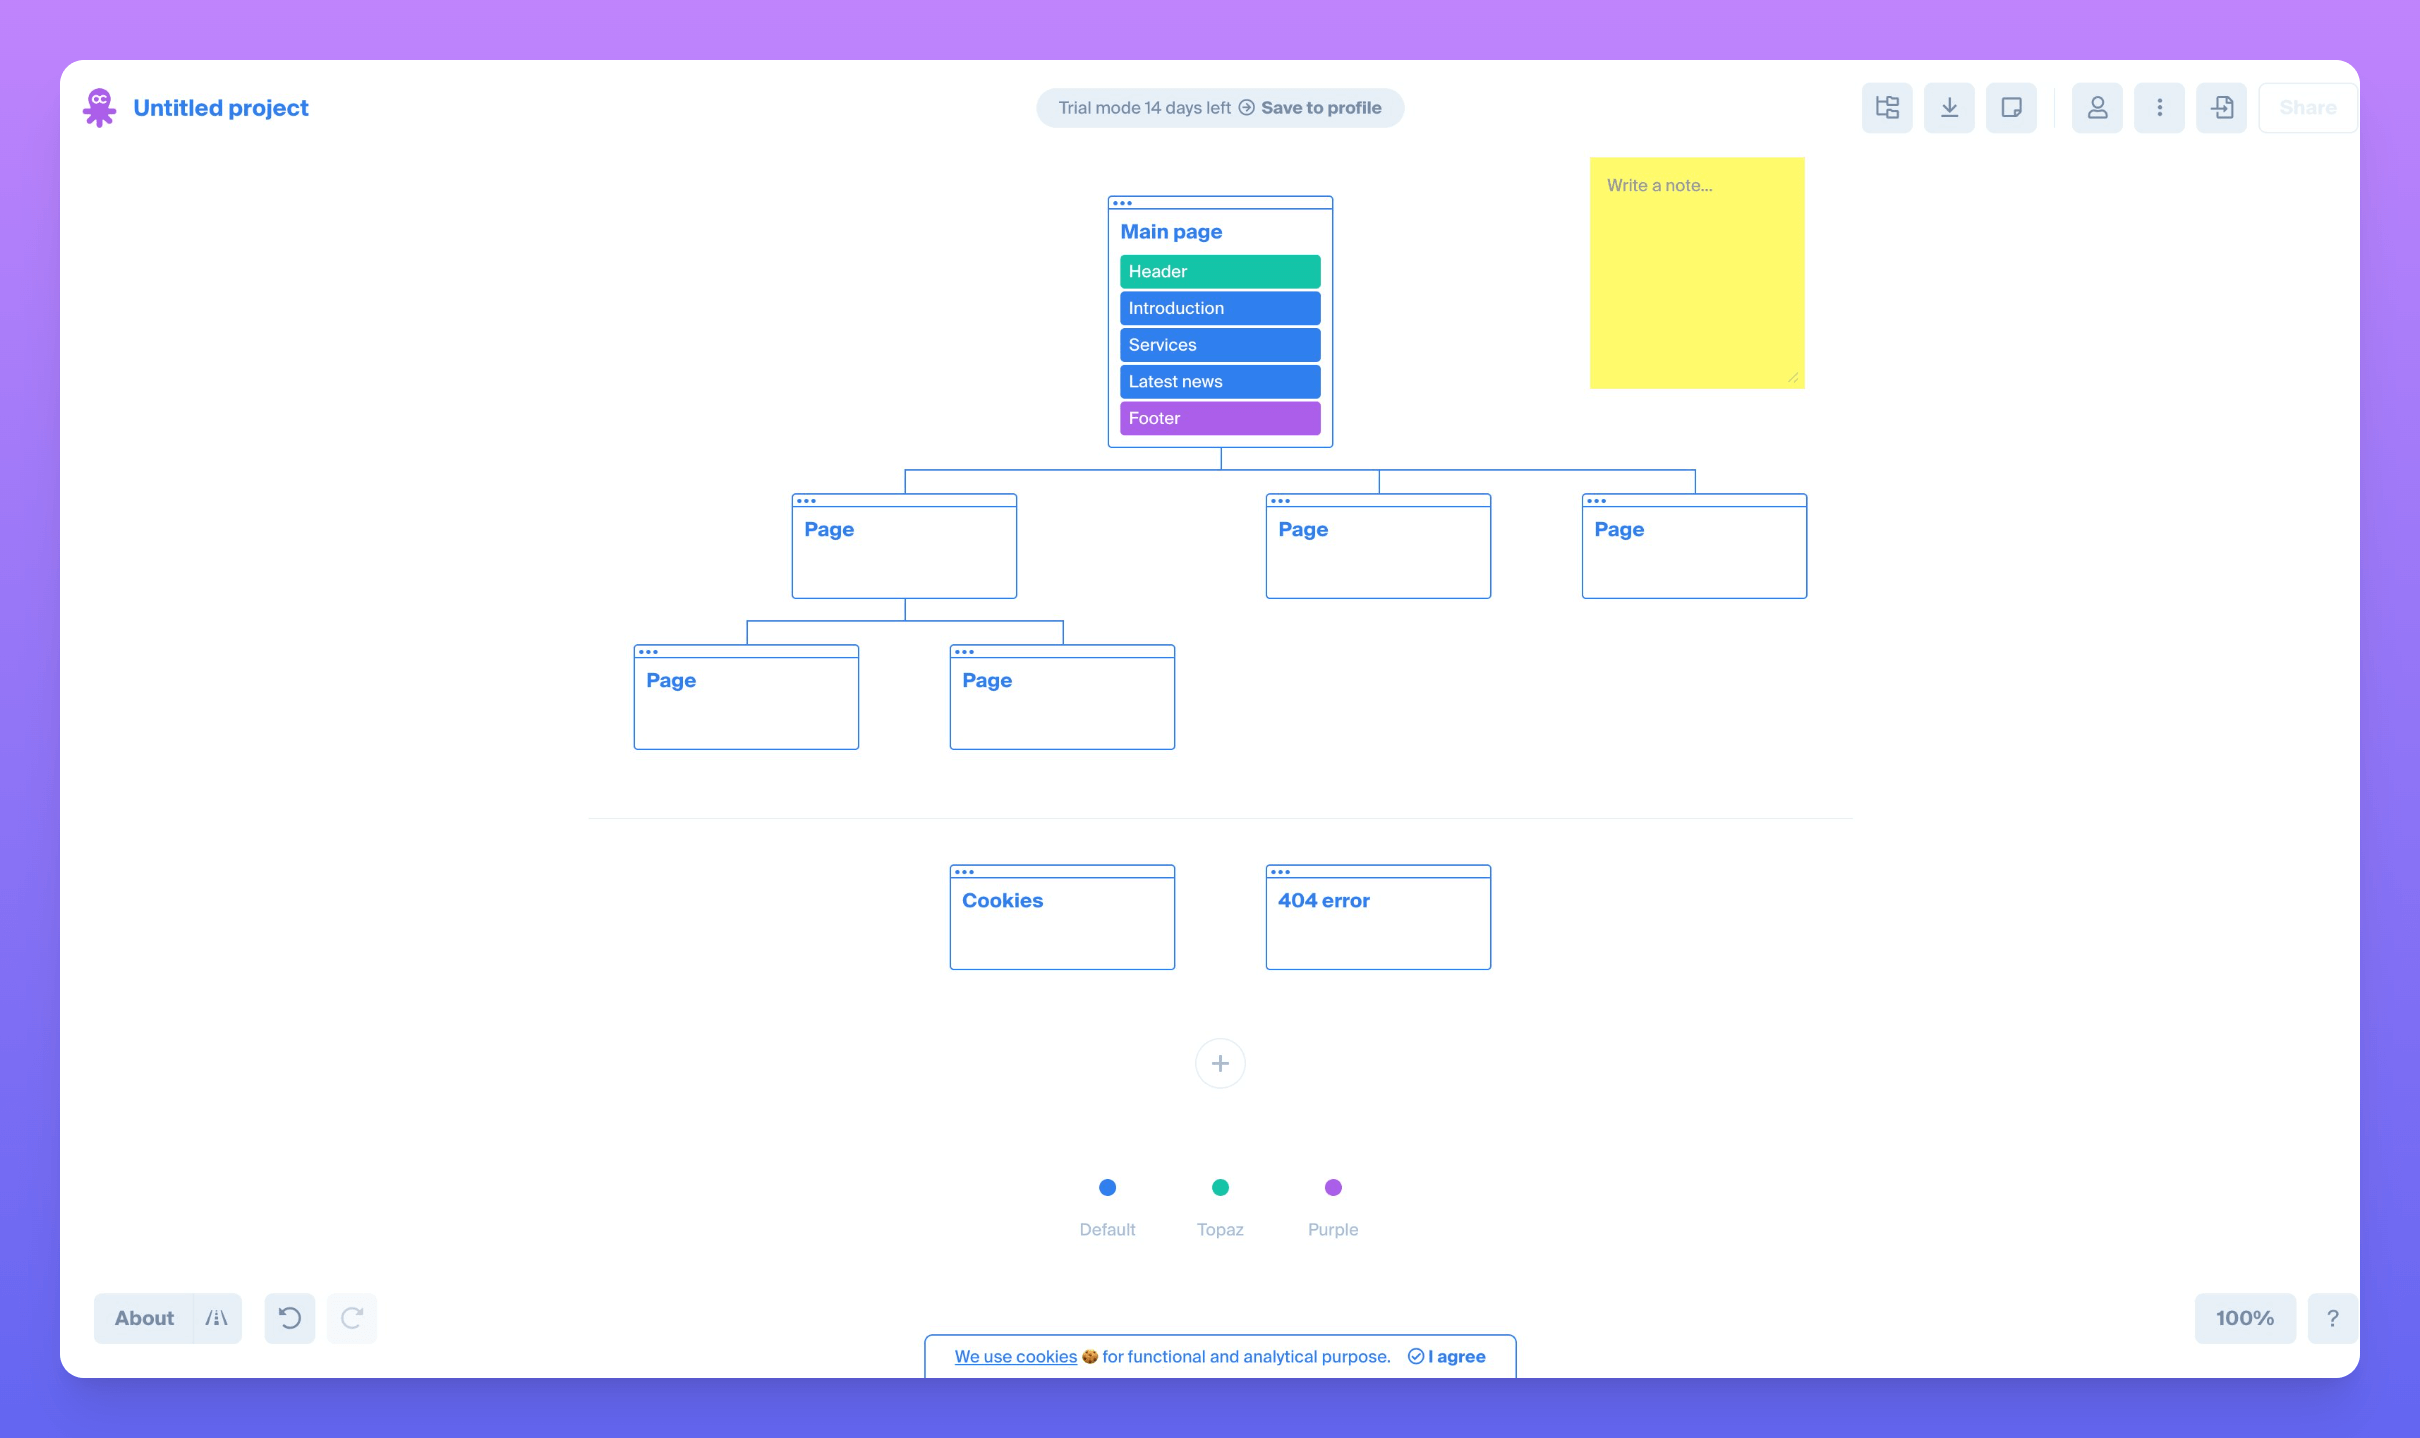 Untitled project
Trial mode 14 days left Save to profile
Share
Write a note...
Main page
Header
Introduction
Services
Latest news
Footer
Page
Page
Page
Page
Page
Cookies
404 error
Default
Topaz
Purple
About
100%
?
We use cookies 🍪 for functional and analytical purpose. I agree